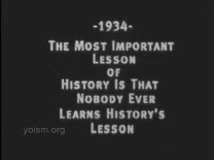 -1934-
THE MOST IMPORTANT
LESSON
OF
HISTORY IS THAT
NOBODY EVER
LEARNS HISTORY'S
LESSON
yoism.org